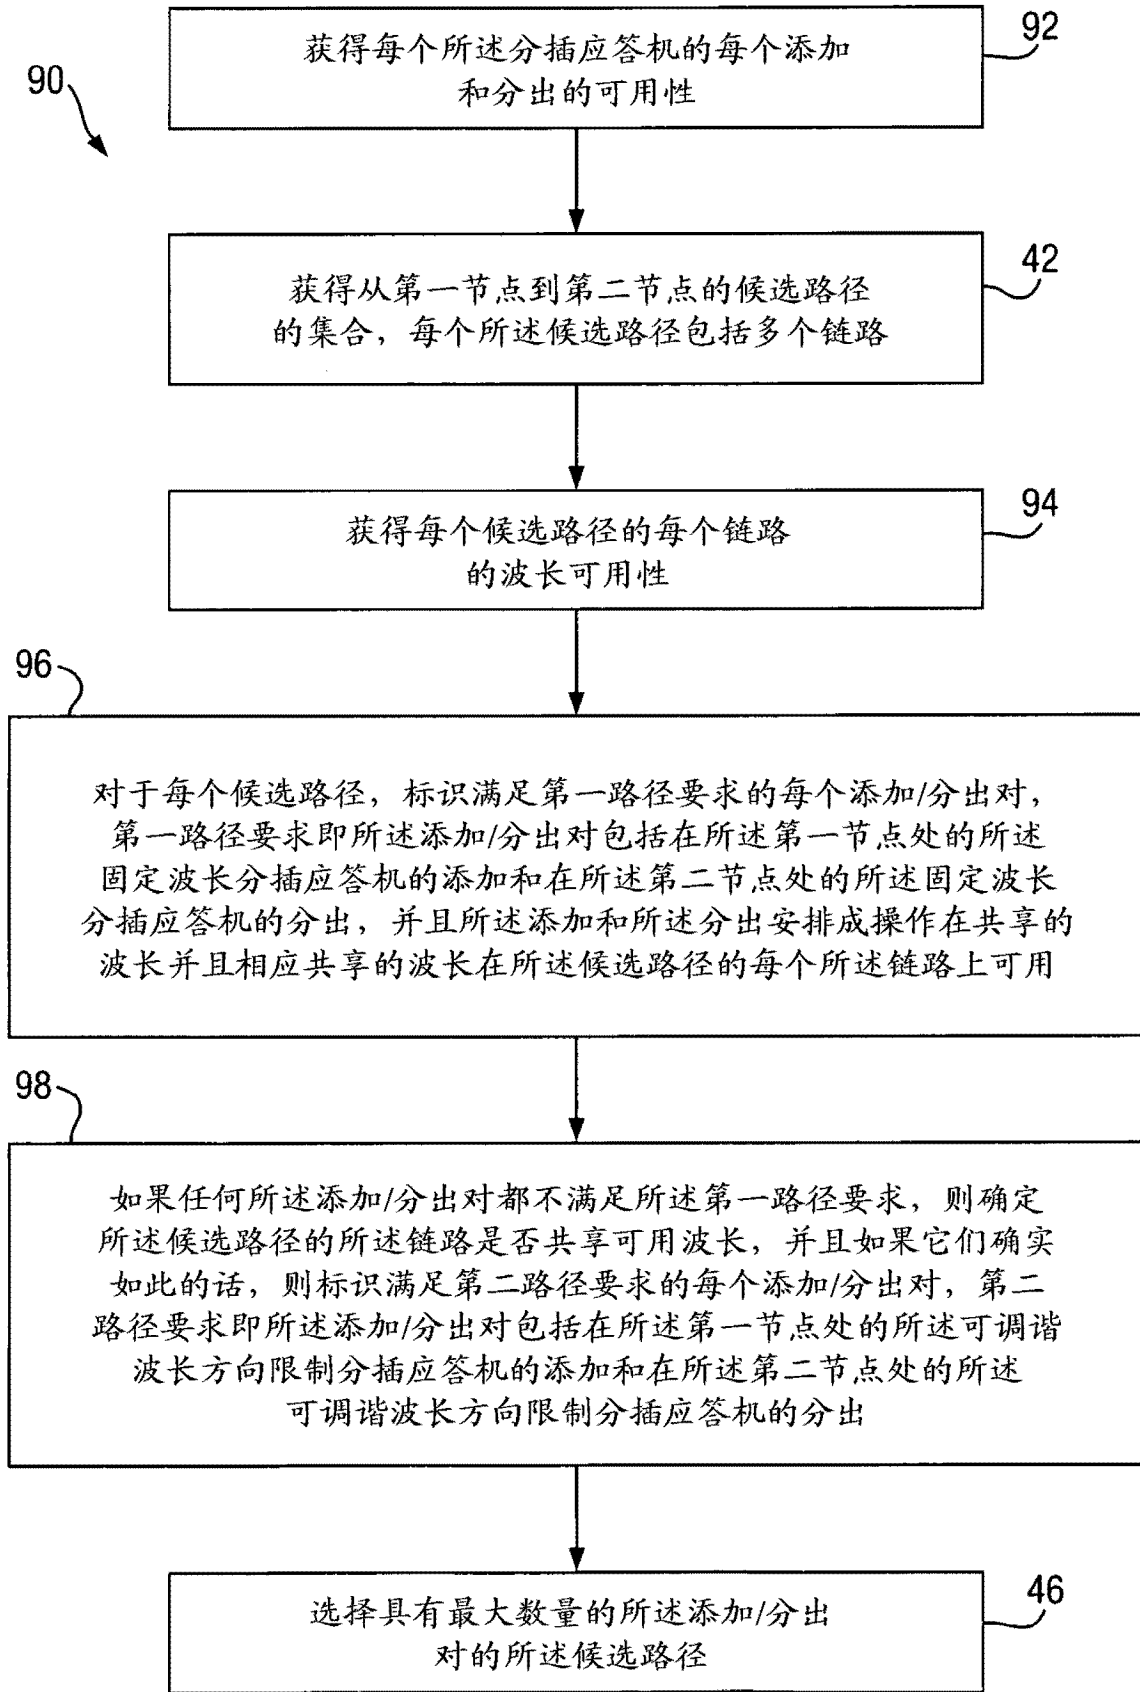 90
92
获得每个所述分插应答机的每个添加
和分出的可用性
42
获得从第一节点到第二节点的候选路径
的集合，每个所述候选路径包括多个链路
94
获得每个候选路径的每个链路
的波长可用性
96
对于每个候选路径，标识满足第一路径要求的每个添加/分出对，
第一路径要求即所述添加/分出对包括在所述第一节点处的所述
固定波长分插应答机的添加和在所述第二节点处的所述固定波长
分插应答机的分出，并且所述添加和所述分出安排成操作在共享的
波长并且相应共享的波长在所述候选路径的每个所述链路上可用
98
如果任何所述添加/分出对都不满足所述第一路径要求，则确定
所述候选路径的所述链路是否共享可用波长，并且如果它们确实
如此的话，则标识满足第二路径要求的每个添加/分出对，第二
路径要求即所述添加/分出对包括在所述第一节点处的所述可调谐
波长方向限制分插应答机的添加和在所述第二节点处的所述
可调谐波长方向限制分插应答机的分出
46
选择具有最大数量的所述添加/分出
对的所述候选路径